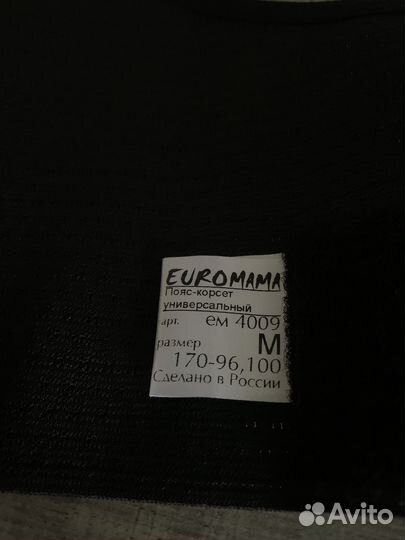 EUROMAMA
Пояс-корсет
универсальный
арт. ем 4009
размер M
170-96,100
Сделано в России
Avito